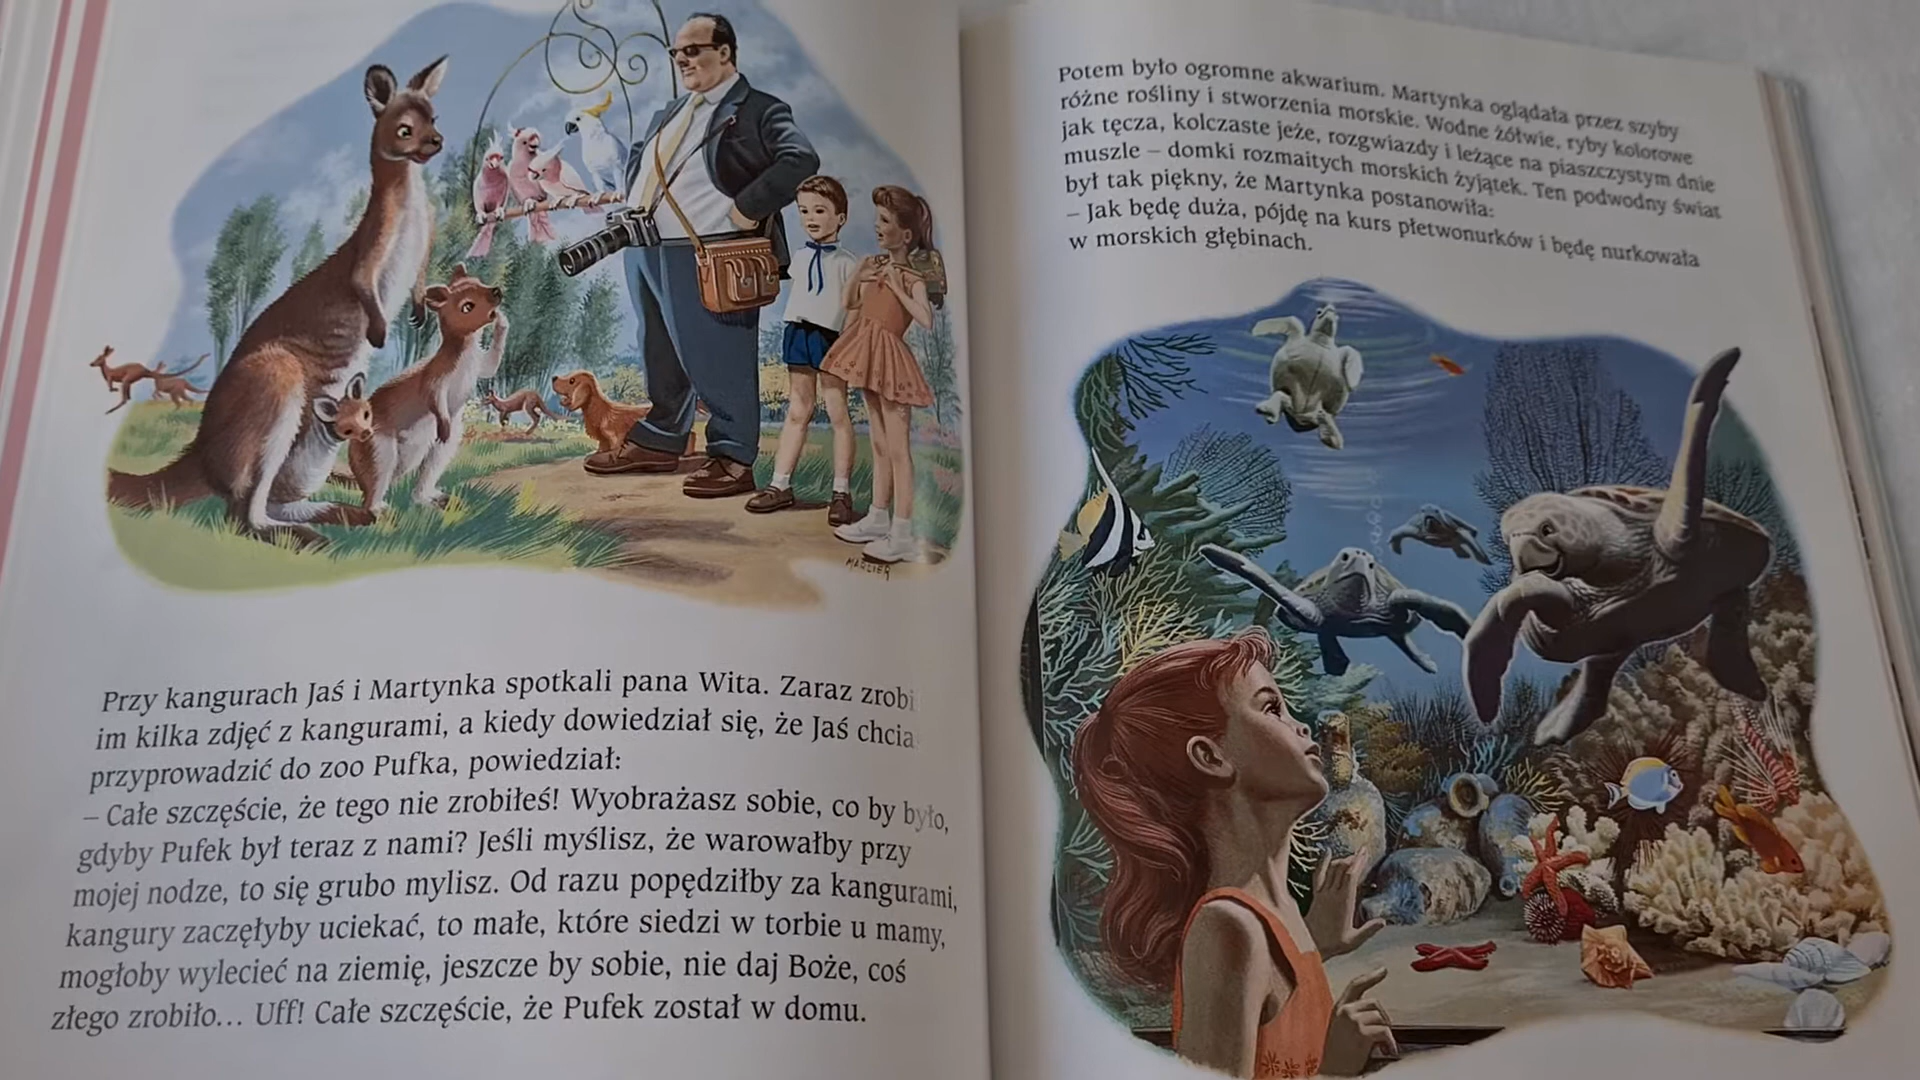 MARLIER
Przy kangurach Jaś i Martynka spotkali pana Wita. Zaraz zrobi
im kilka zdjęć z kangurami, a kiedy dowiedział się, że Jaś chcia
przyprowadzić do zoo Pufka, powiedział:
– Całe szczęście, że tego nie zrobiłeś! Wyobrażasz sobie, co by było,
gdyby Pufek był teraz z nami? Jeśli myślisz, że warowałby przy
mojej nodze, to się grubo mylisz. Od razu popędziłby za kangurami,
kangury zaczęłyby uciekać, to małe, które siedzi w torbie u mamy,
mogłoby wylecieć na ziemię, jeszcze by sobie, nie daj Boże, coś
złego zrobiło... Uff! Całe szczęście, że Pufek został w domu.
Potem było ogromne akwarium. Martynka oglądała przez szyby
różne rośliny i stworzenia morskie. Wodne żółwie, ryby kolorowe
jak tęcza, kolczaste jeże, rozgwiazdy i leżące na piaszczystym dnie
muszle – domki rozmaitych morskich żyjątek. Ten podwodny świat
był tak piękny, że Martynka postanowiła:
– Jak będę duża, pójdę na kurs płetwonurków i będę nurkowała
w morskich głębinach.